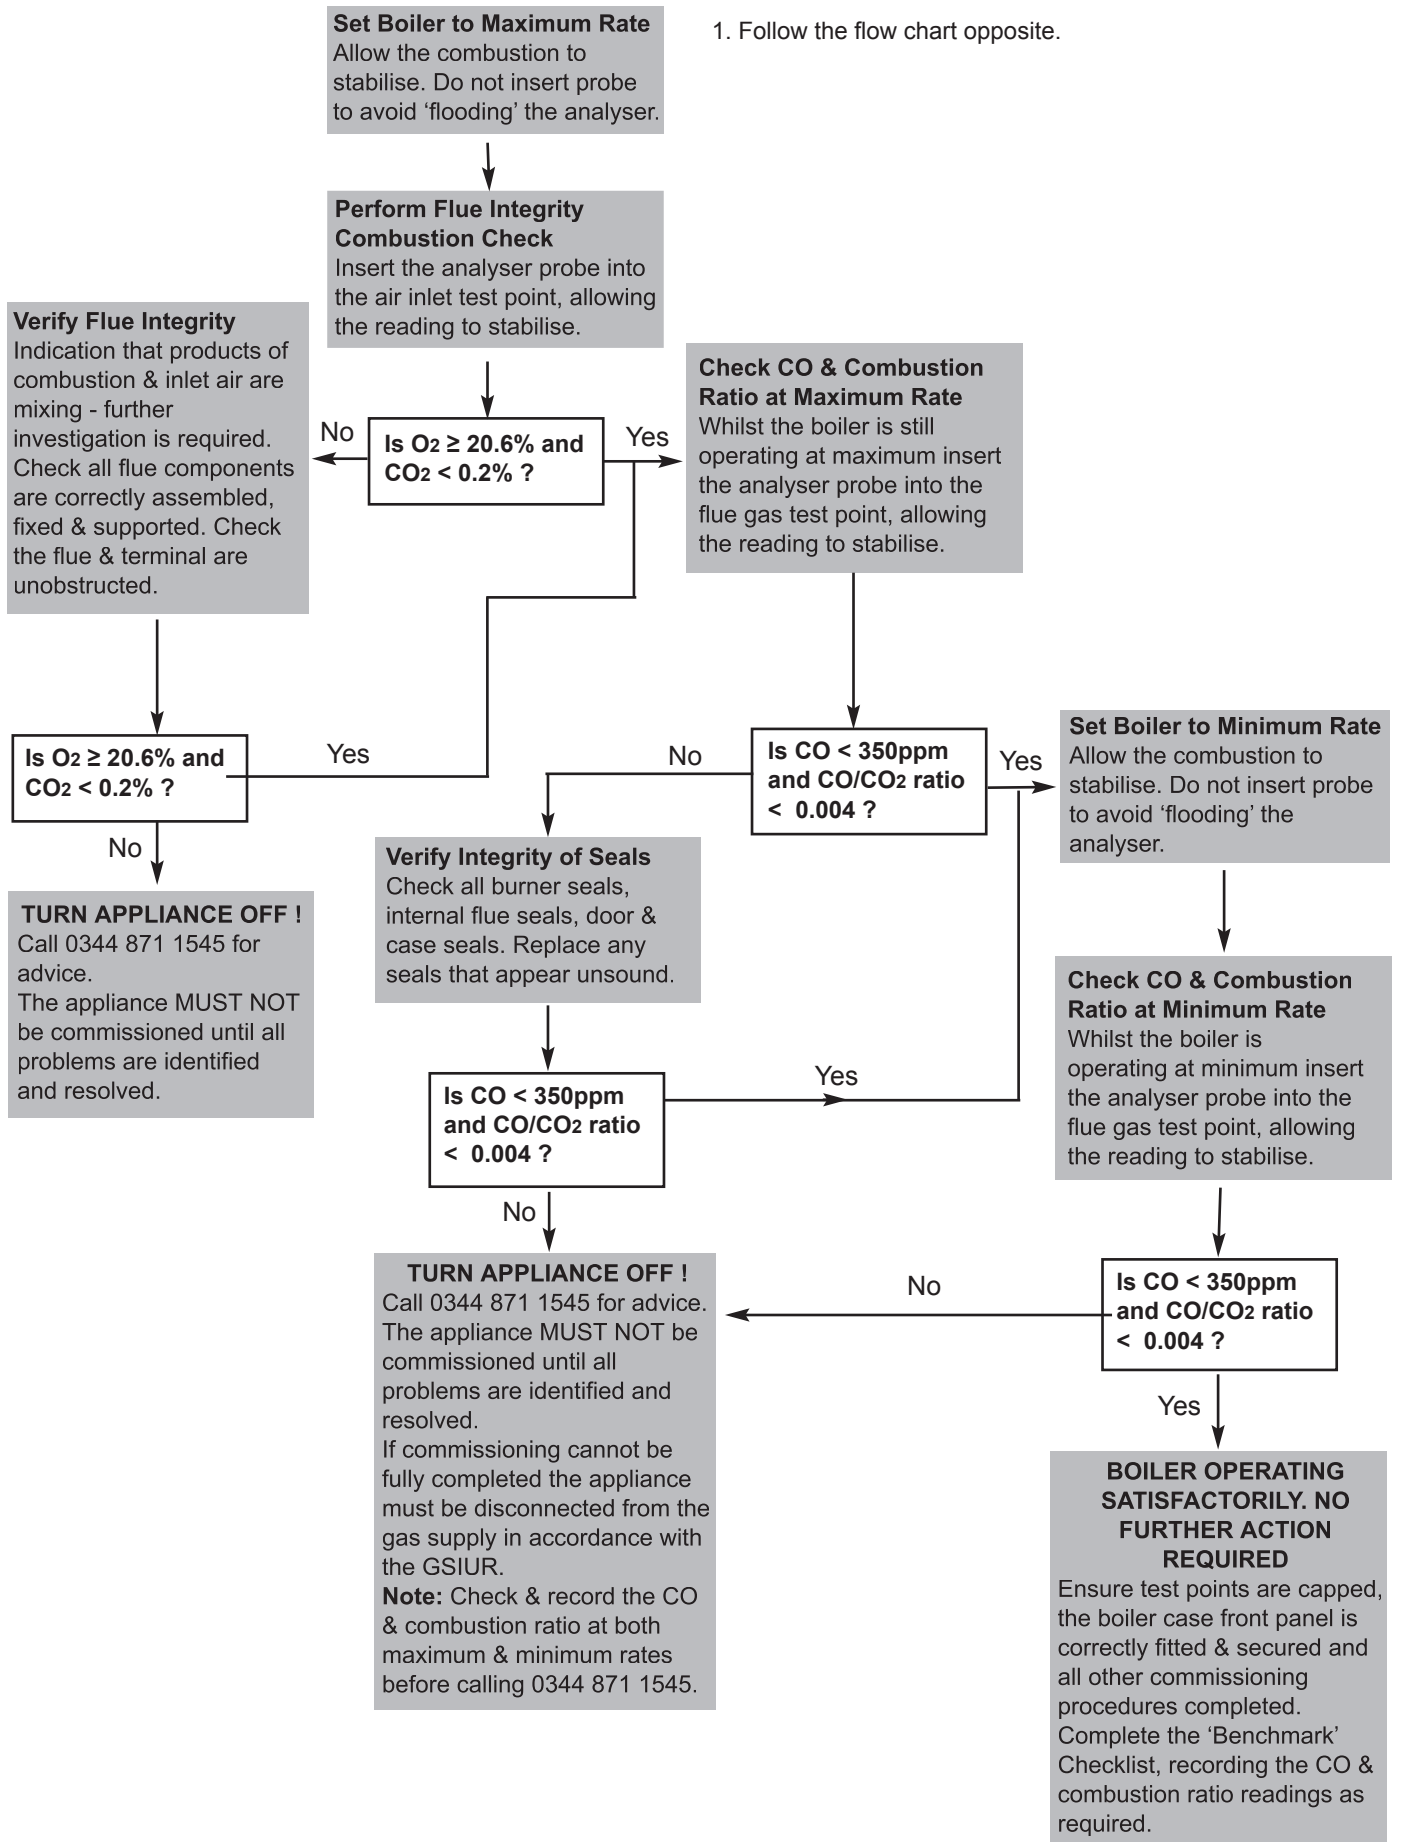 Set Boiler to Maximum Rate
Allow the combustion to
stabilise. Do not insert probe
to avoid ‘flooding’ the analyser.
1. Follow the flow chart opposite.
Perform Flue Integrity
Combustion Check
Insert the analyser probe into
the air inlet test point, allowing
the reading to stabilise.
Verify Flue Integrity
Indication that products of
combustion & inlet air are
mixing - further
investigation is required.
Check all flue components
are correctly assembled,
fixed & supported. Check
the flue & terminal are
unobstructed.
No
Is O2 ≥ 20.6% and
CO2 < 0.2% ?
Yes
Check CO & Combustion
Ratio at Maximum Rate
Whilst the boiler is still
operating at maximum insert
the analyser probe into the
flue gas test point, allowing
the reading to stabilise.
Is O2 ≥ 20.6% and
CO2 < 0.2% ?
Yes
No
TURN APPLIANCE OFF !
Call 0344 871 1545 for
advice.
The appliance MUST NOT
be commissioned until all
problems are identified
and resolved.
No
Is CO < 350ppm
and CO/CO2 ratio
< 0.004 ?
Yes
Set Boiler to Minimum Rate
Allow the combustion to
stabilise. Do not insert probe
to avoid ‘flooding’ the
analyser.
Verify Integrity of Seals
Check all burner seals,
internal flue seals, door &
case seals. Replace any
seals that appear unsound.
Check CO & Combustion
Ratio at Minimum Rate
Whilst the boiler is
operating at minimum insert
the analyser probe into the
flue gas test point, allowing
the reading to stabilise.
Is CO < 350ppm
and CO/CO2 ratio
< 0.004 ?
Yes
No
TURN APPLIANCE OFF !
Call 0344 871 1545 for advice.
The appliance MUST NOT be
commissioned until all
problems are identified and
resolved.
If commissioning cannot be
fully completed the appliance
must be disconnected from the
gas supply in accordance with
the GSIUR.
Note: Check & record the CO
& combustion ratio at both
maximum & minimum rates
before calling 0344 871 1545.
No
Is CO < 350ppm
and CO/CO2 ratio
< 0.004 ?
Yes
BOILER OPERATING
SATISFACTORILY. NO
FURTHER ACTION
REQUIRED
Ensure test points are capped,
the boiler case front panel is
correctly fitted & secured and
all other commissioning
procedures completed.
Complete the ‘Benchmark’
Checklist, recording the CO &
combustion ratio readings as
required.